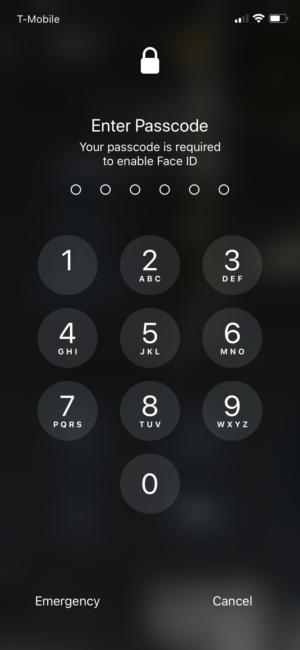 T-Mobile
Enter Passcode
Your passcode is required
to enable Face ID
1 2 3
ABC DEF
4 5 6
GHI JKL MNO
7 8 9
PQRS TUV WXYZ
0
Emergency Cancel